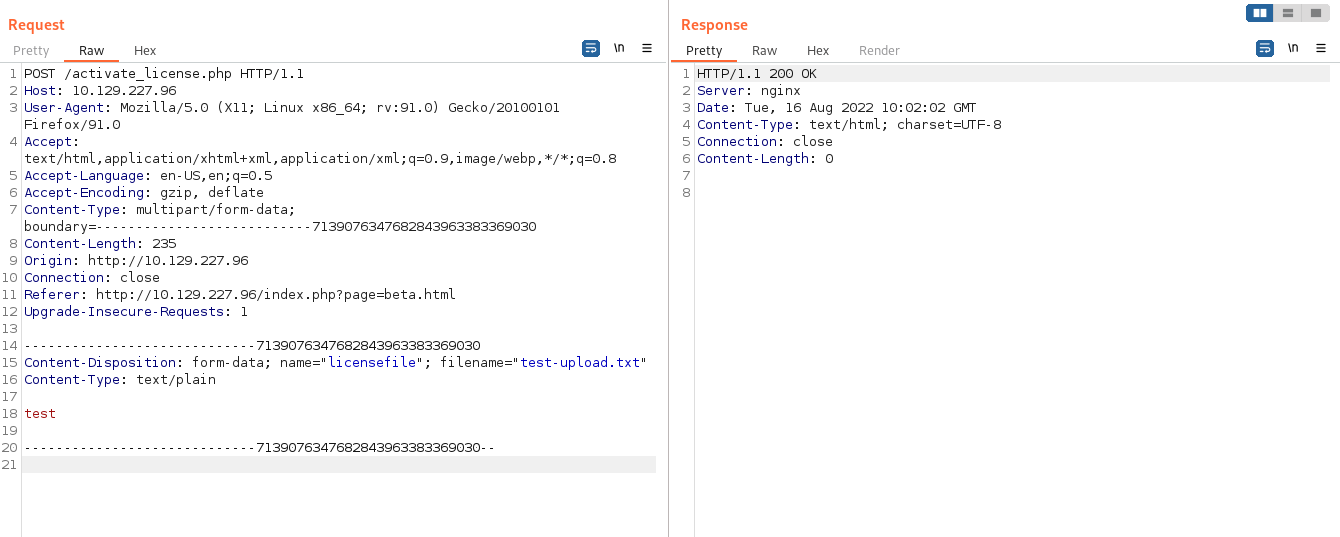 Request
Pretty Raw Hex \n
1 POST /activate_license.php HTTP/1.1
2 Host: 10.129.227.96
3 User-Agent: Mozilla/5.0 (X11; Linux x86_64; rv:91.0) Gecko/20100101
Firefox/91.0
4 Accept:
text/html,application/xhtml+xml,application/xml;q=0.9,image/webp,*/*;q=0.8
5 Accept-Language: en-US,en;q=0.5
6 Accept-Encoding: gzip, deflate
7 Content-Type: multipart/form-data;
boundary=---------------------------7139076347682843963383369030
8 Content-Length: 235
9 Origin: http://10.129.227.96
10 Connection: close
11 Referer: http://10.129.227.96/index.php?page=beta.html
12 Upgrade-Insecure-Requests: 1
13
14 -----------------------------7139076347682843963383369030
15 Content-Disposition: form-data; name="licensefile"; filename="test-upload.txt"
16 Content-Type: text/plain
17
18 test
19
20 -----------------------------7139076347682843963383369030--
21
Response
Pretty Raw Hex Render \n
1 HTTP/1.1 200 OK
2 Server: nginx
3 Date: Tue, 16 Aug 2022 10:02:02 GMT
4 Content-Type: text/html; charset=UTF-8
5 Connection: close
6 Content-Length: 0
7
8